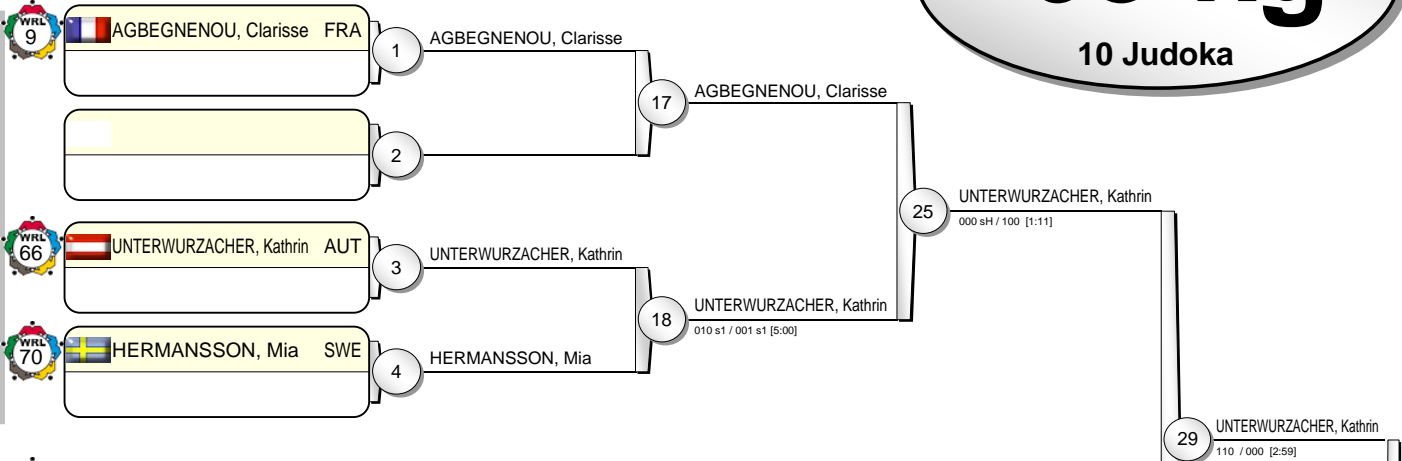 WRL
9
AGBEGNENOU, Clarisse FRA
1
AGBEGNENOU, Clarisse
10 Judoka
17
AGBEGNENOU, Clarisse
2
25
UNTERWURZACHER, Kathrin
000 sH / 100 [1:11]
WRL
66
UNTERWURZACHER, Kathrin AUT
3
UNTERWURZACHER, Kathrin
18
UNTERWURZACHER, Kathrin
010 s1 / 001 s1 [5:00]
WRL
70
HERMANSSON, Mia SWE
4
HERMANSSON, Mia
29
UNTERWURZACHER, Kathrin
110 / 000 [2:59]